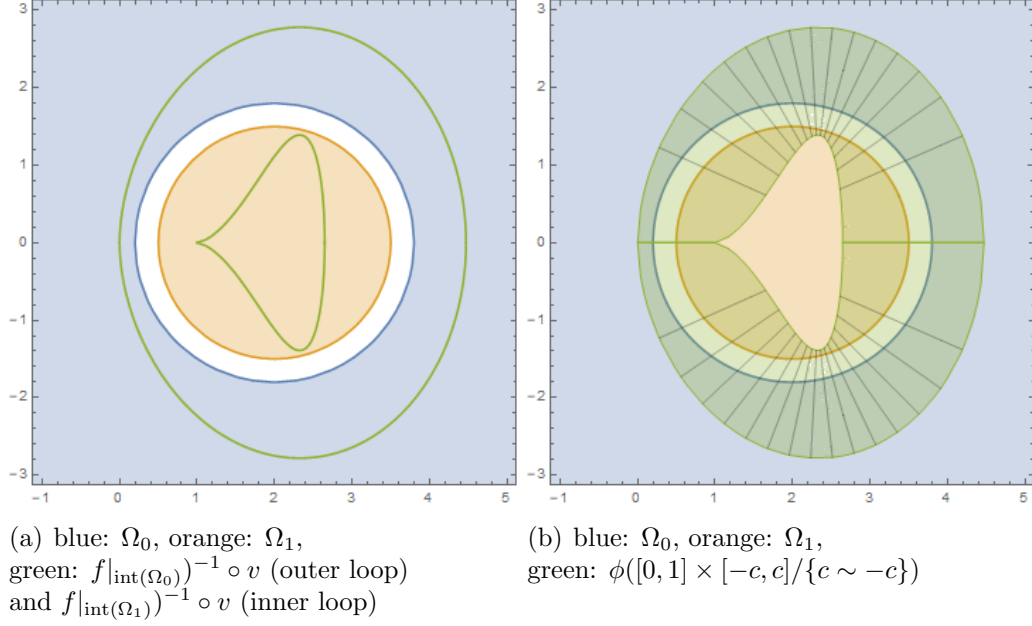 3
2
1
0
−1
−2
−3
−1 0 1 2 3 4 5
3
2
1
0
−1
−2
−3
−1 0 1 2 3 4 5
(a) blue: Ω₀, orange: Ω₁,
green: f|int(Ω₀))⁻¹ ∘ v (outer loop)
and f|int(Ω₁))⁻¹ ∘ v (inner loop)
(b) blue: Ω₀, orange: Ω₁,
green: ϕ([0, 1] × [−c, c]/{c ∼ −c})